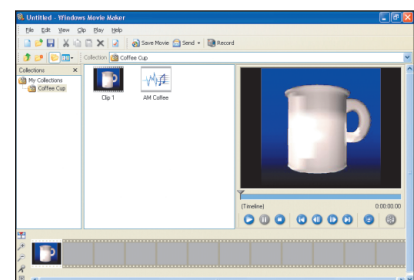 Untitled - Windows Movie Maker
File Edit View Clip Play Help
Save Movie Send Record
Collection: Coffee Cup
Collections
My Collections
Coffee Cup
Clip 1 AM Coffee
(Timeline) 0:00:00.00